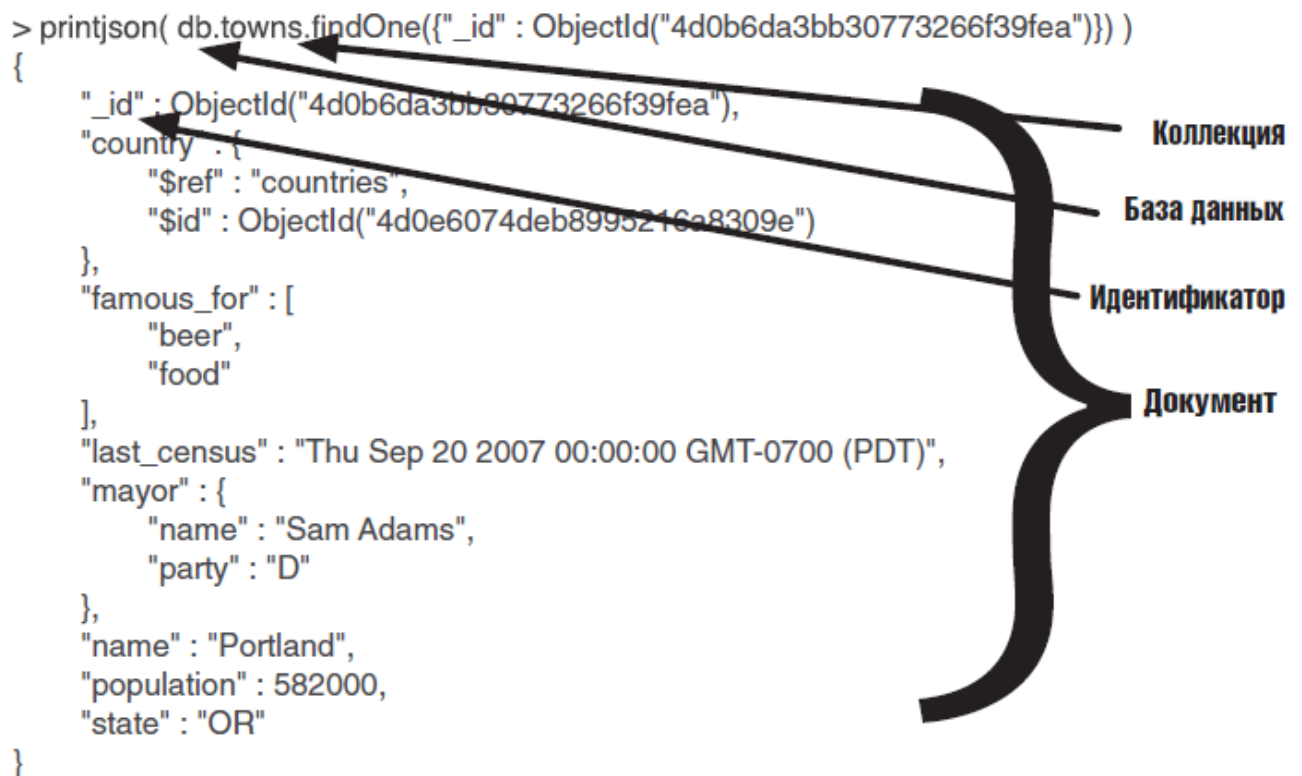 > printjson( db.towns.findOne({"_id" : ObjectId("4d0b6da3bb30773266f39fea")}) )
{
"_id" : ObjectId("4d0b6da3bb30773266f39fea"),
"country" : {
"$ref" : "countries",
"$id" : ObjectId("4d0e6074deb8995216a8309e")
},
"famous_for" : [
"beer",
"food"
],
"last_census" : "Thu Sep 20 2007 00:00:00 GMT-0700 (PDT)",
"mayor" : {
"name" : "Sam Adams",
"party" : "D"
},
"name" : "Portland",
"population" : 582000,
"state" : "OR"
}
Коллекция
База данных
Идентификатор
Документ